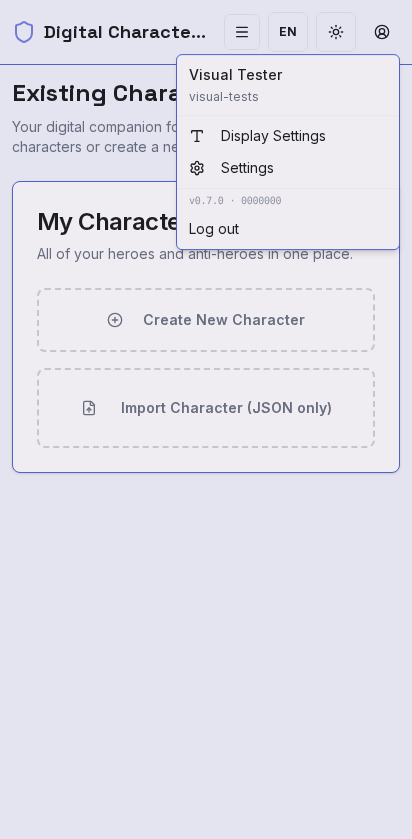 Digital Characte...
EN
Visual Tester
visual-tests
Display Settings
Settings
v0.7.0 · 0000000
Log out
Existing Chara
Your digital companion fo
characters or create a ne
My Characte
All of your heroes and anti-heroes in one place.
Create New Character
Import Character (JSON only)